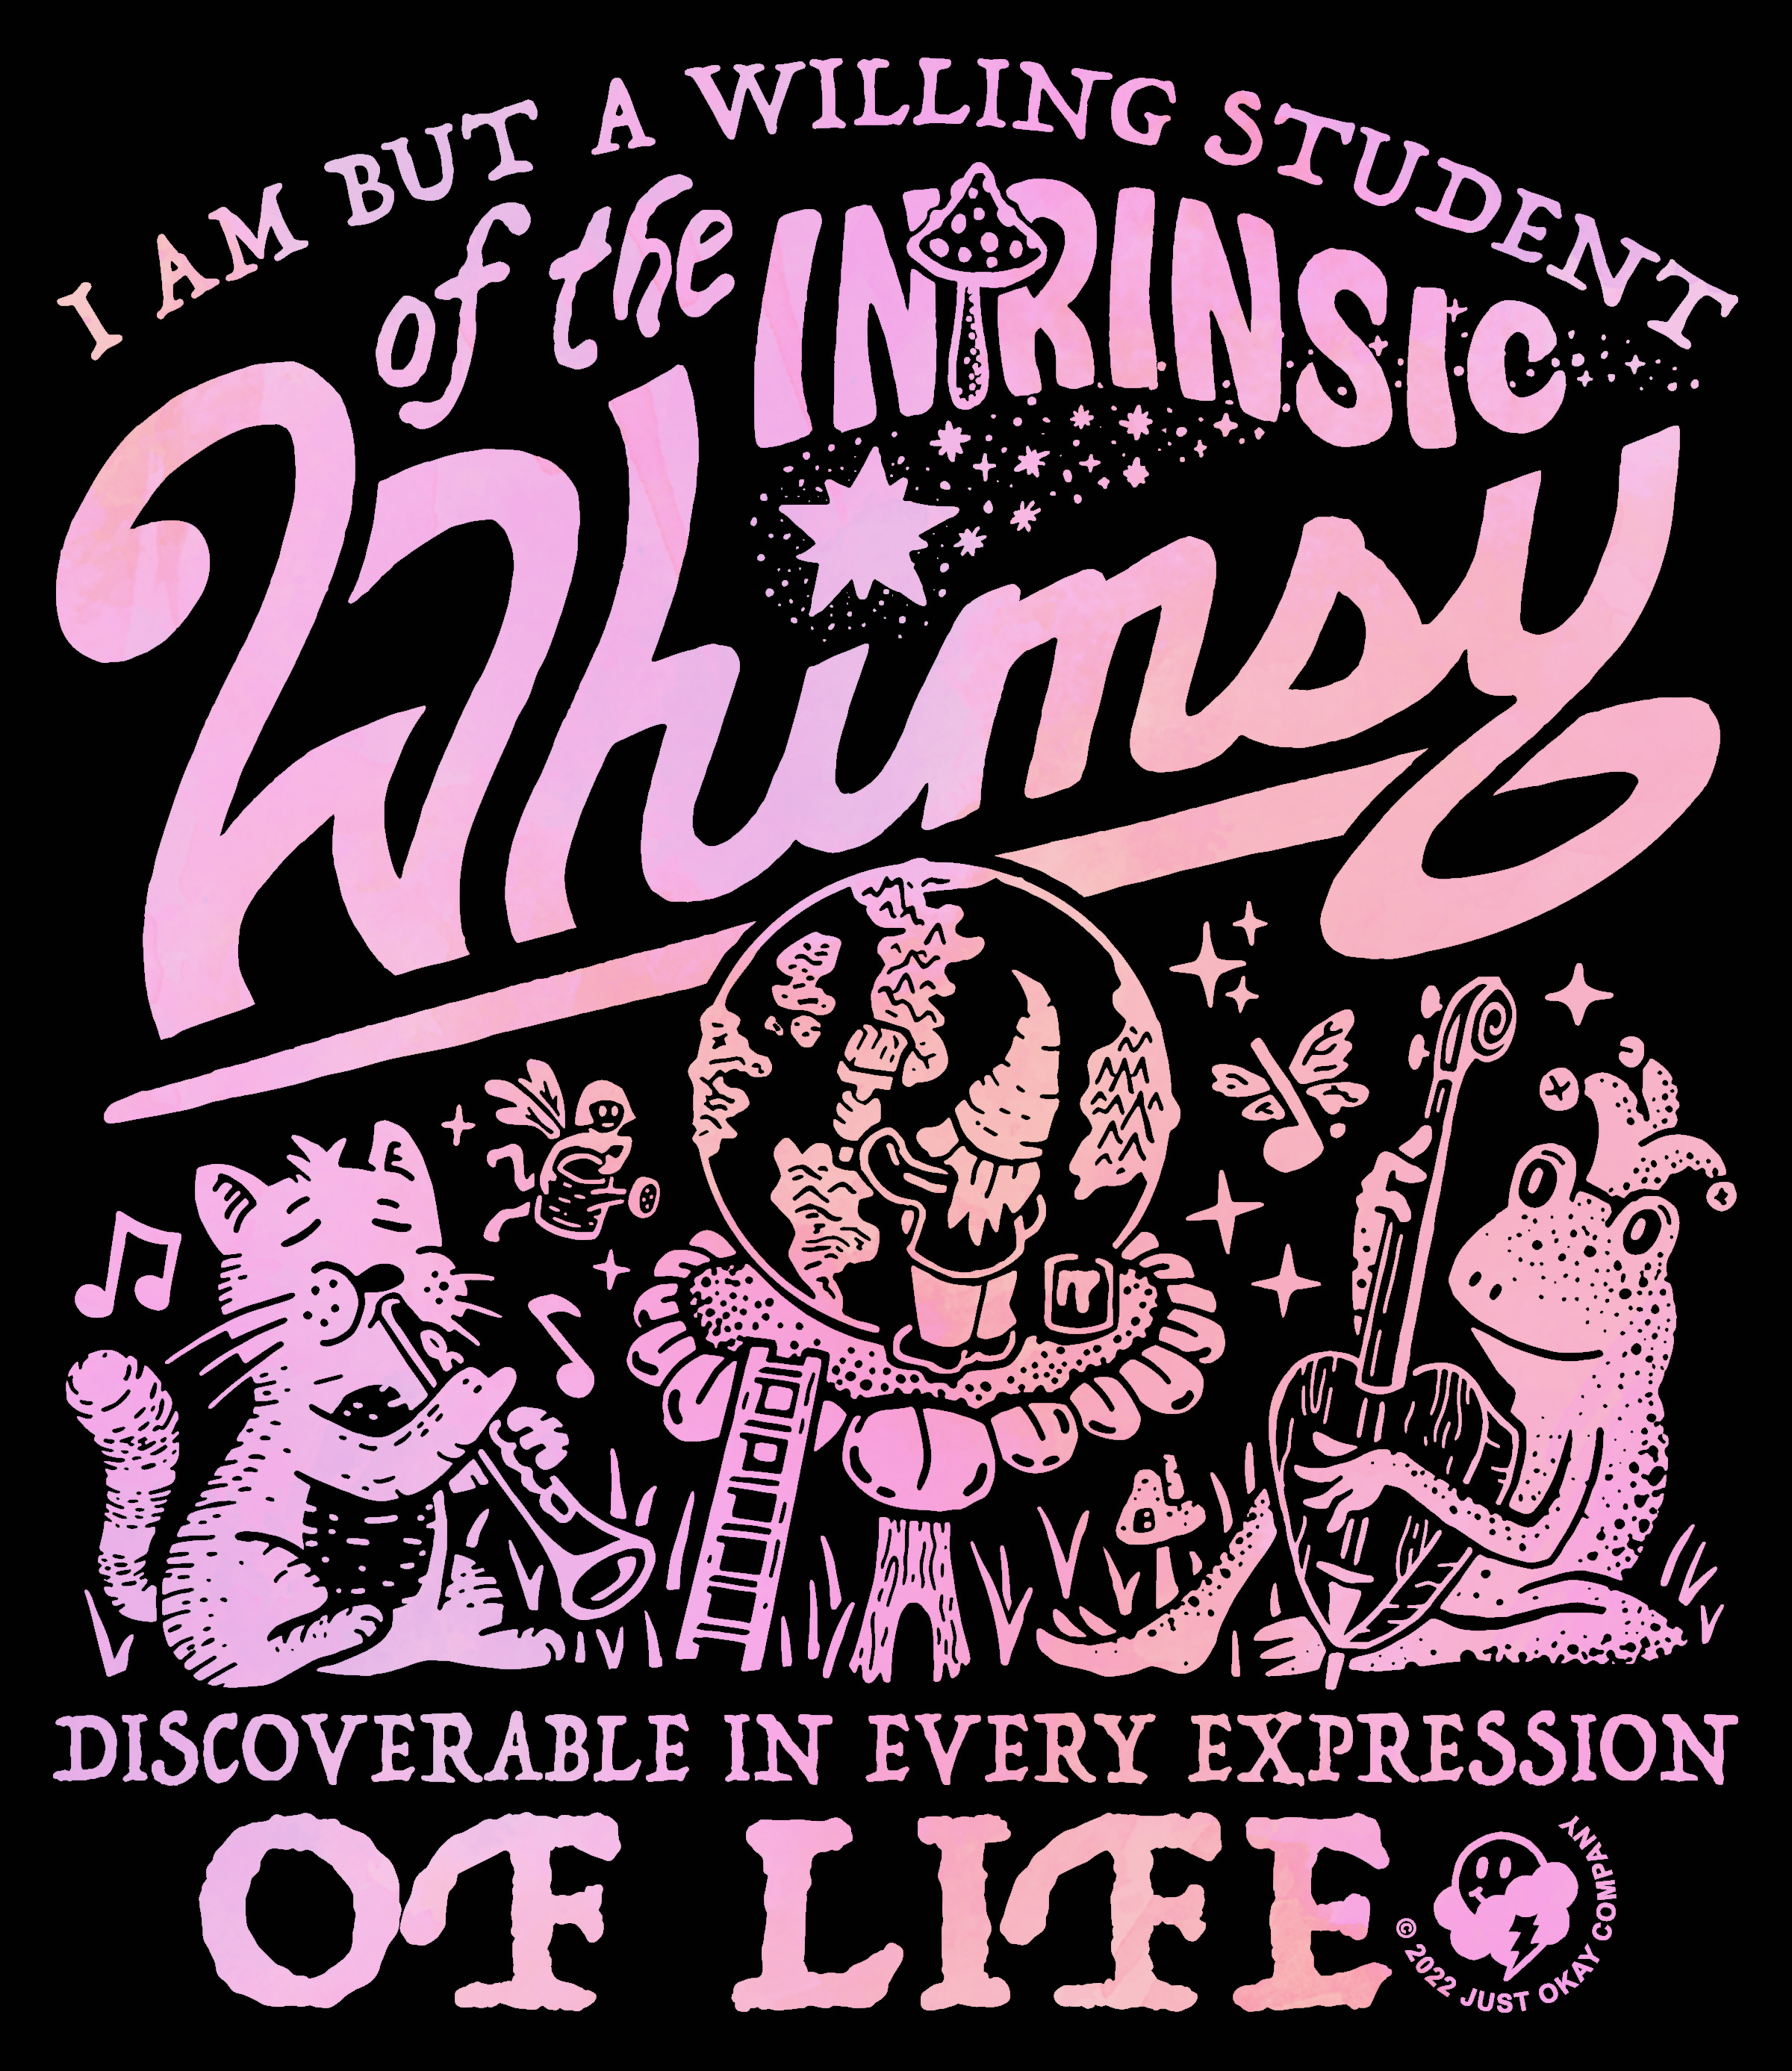 I AM BUT A WILLING STUDENT
of the INTRINSIC
Whimsy
DISCOVERABLE IN EVERY EXPRESSION
OF LIFE
© 2022 JUST OKAY COMPANY